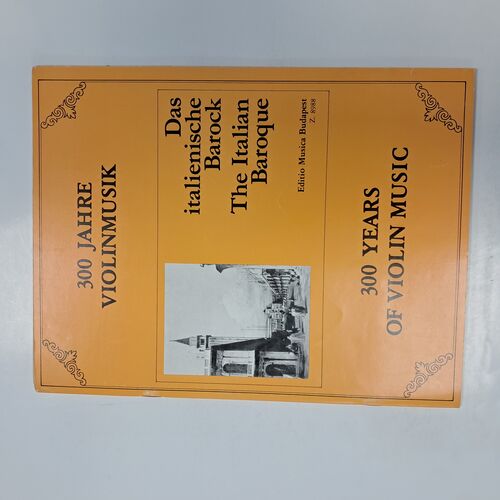 300 JAHRE
VIOLINMUSIK
Das
italienische
Barock
The Italian
Baroque
Editio Musica Budapest
Z. 8988
300 YEARS
OF VIOLIN MUSIC